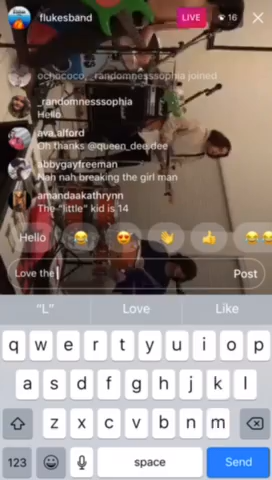 flukesband
LIVE
16
ochococo, _randomnesssophia joined
_randomnesssophia
Hello
ava.alford
Oh thanks @queen_dee.dee
abbygayfreeman
Nah nah breaking the girl man
amandaakathrynn
The "little" kid is 14
Hello
Love the
Post
"L"
Love
Like
q w e r t y u i o p
a s d f g h j k l
z x c v b n m
123
space
Send